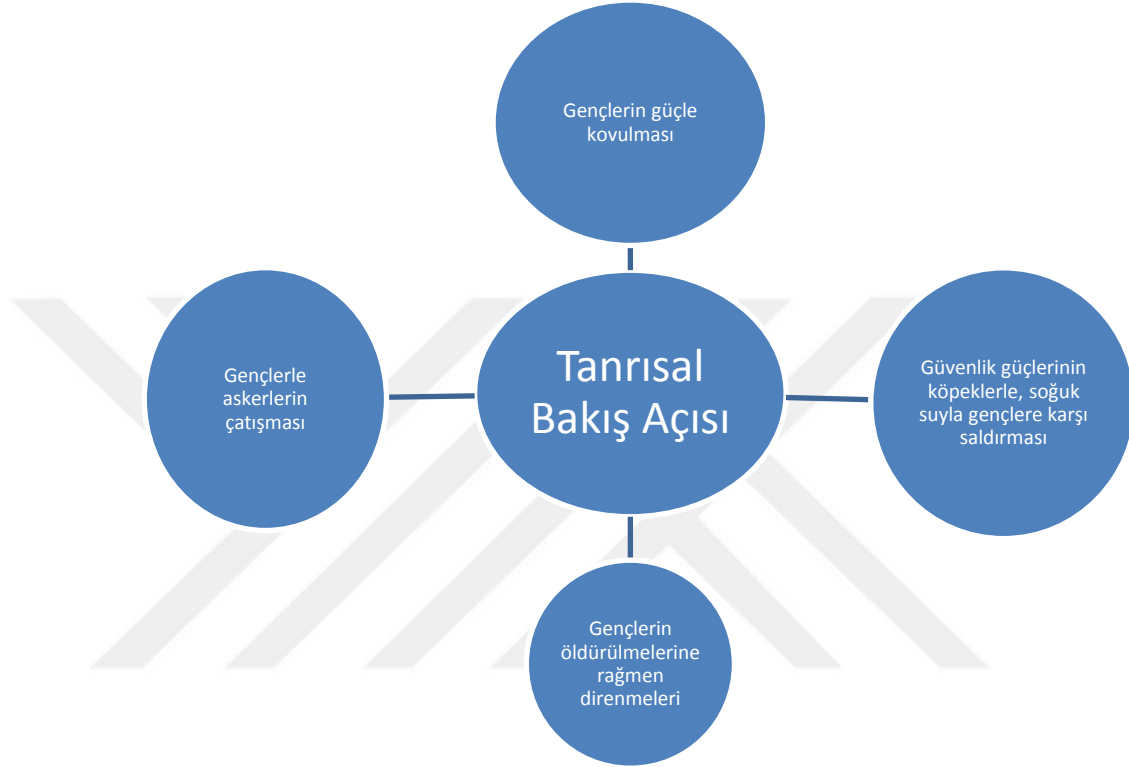 Gençlerin güçle
kovulması
Gençlerle
askerlerin
çatışması
Tanrısal
Bakış Açısı
Güvenlik güçlerinin
köpeklerle, soğuk
suyla gençlere karşı
saldırması
Gençlerin
öldürülmelerine
rağmen
direnmeleri